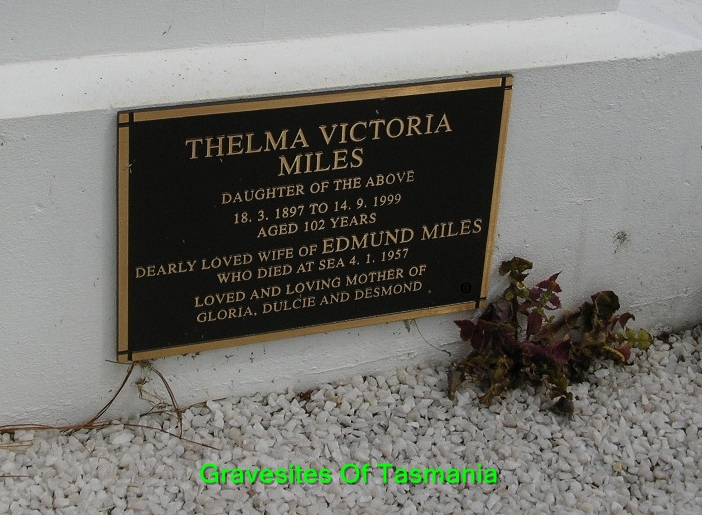 THELMA VICTORIA
MILES
DAUGHTER OF THE ABOVE
18. 3. 1897 TO 14. 9. 1999
AGED 102 YEARS
DEARLY LOVED WIFE OF EDMUND MILES
WHO DIED AT SEA 4. 1. 1957
LOVED AND LOVING MOTHER OF
GLORIA, DULCIE AND DESMOND.
Gravesites Of Tasmania